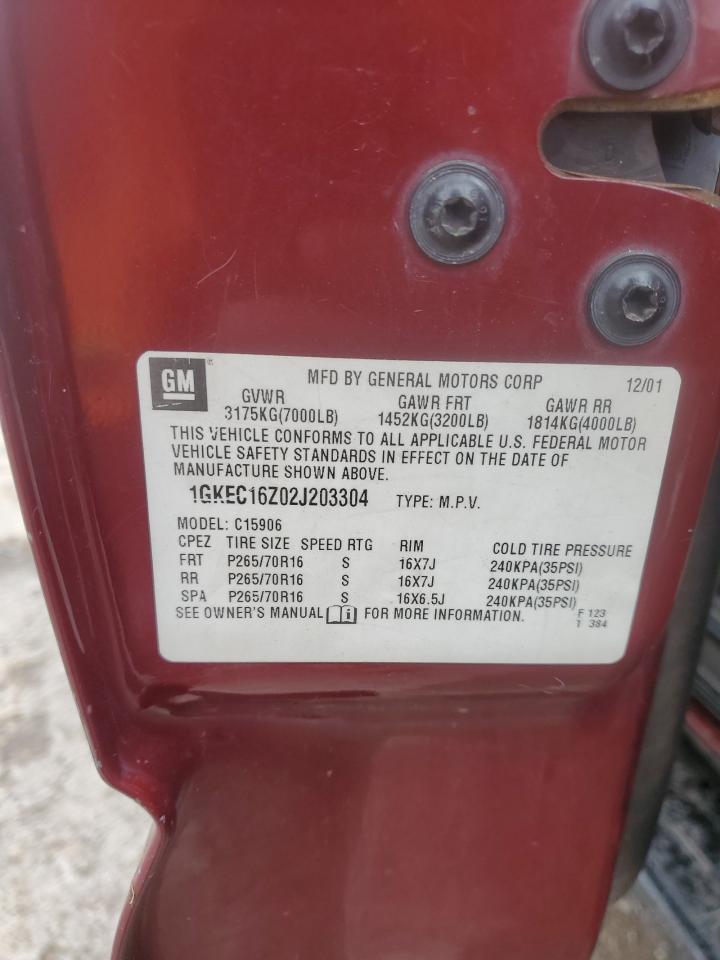 GM MFD BY GENERAL MOTORS CORP 12/01
GVWR GAWR FRT GAWR RR
3175KG(7000LB) 1452KG(3200LB) 1814KG(4000LB)
THIS VEHICLE CONFORMS TO ALL APPLICABLE U.S. FEDERAL MOTOR
VEHICLE SAFETY STANDARDS IN EFFECT ON THE DATE OF
MANUFACTURE SHOWN ABOVE.
1GKEC16Z02J203304 TYPE: M.P.V.
MODEL: C15906
CPEZ TIRE SIZE SPEED RTG RIM COLD TIRE PRESSURE
FRT P265/70R16 S 16X7J 240KPA(35PSI)
RR P265/70R16 S 16X7J 240KPA(35PSI)
SPA P265/70R16 S 16X6.5J 240KPA(35PSI)
SEE OWNER'S MANUAL FOR MORE INFORMATION. F 123
1 384